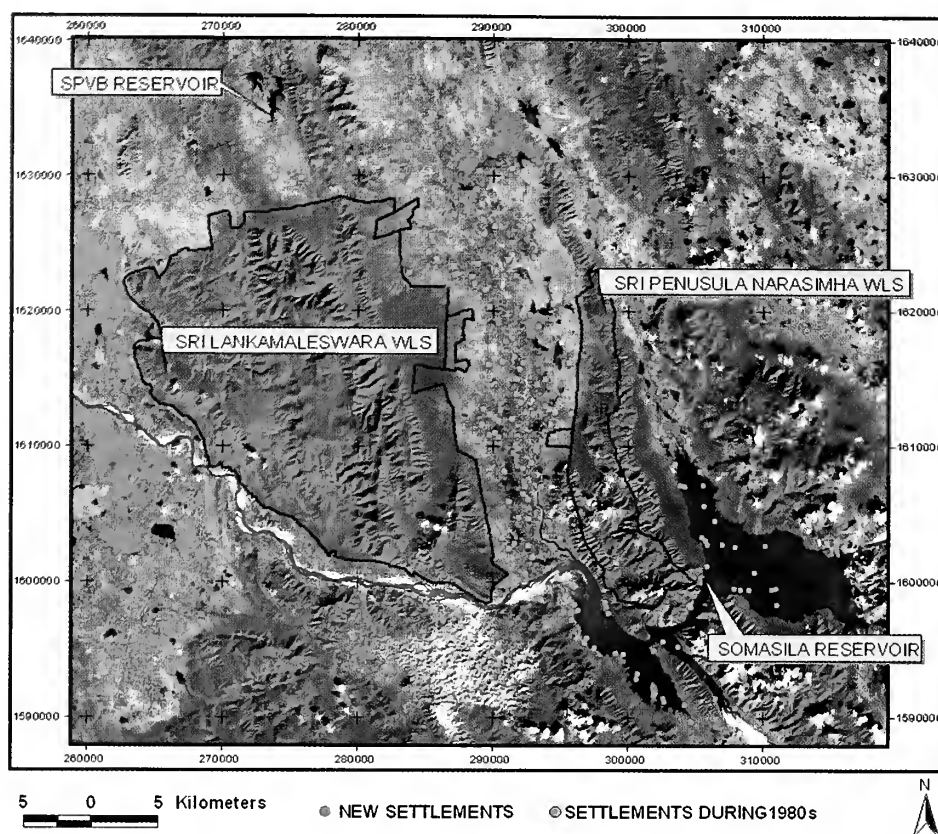 260000 270000 280000 290000 300000 310000
1640000 1640000
SPVB RESERVOIR
1630000 1630000
SRI PENUSULA NARASIMHA WLS
1620000 1620000
SRI LANKAMALESWARA WLS
1610000 1610000
1600000 1600000
SOMASILA RESERVOIR
1590000 1590000
260000 270000 280000 290000 300000 310000
N
5 0 5 Kilometers NEW SETTLEMENTS SETTLEMENTS DURING1980s